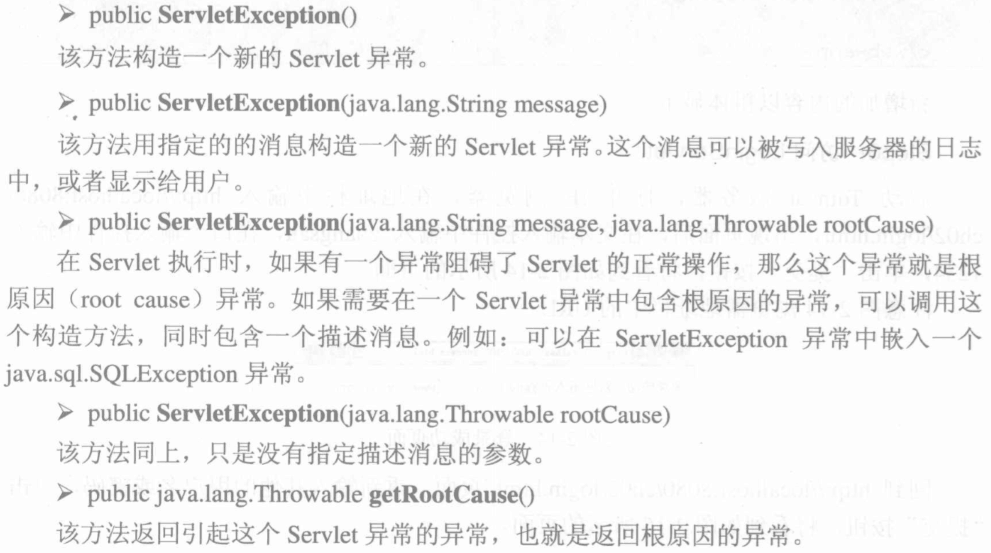 ➢ public ServletException()
该方法构造一个新的 Servlet 异常。
➢ public ServletException(java.lang.String message)
该方法用指定的的消息构造一个新的 Servlet 异常。这个消息可以被写入服务器的日志
中，或者显示给用户。
➢ public ServletException(java.lang.String message, java.lang.Throwable rootCause)
在 Servlet 执行时，如果有一个异常阻碍了 Servlet 的正常操作，那么这个异常就是根
原因（root cause）异常。如果需要在一个 Servlet 异常中包含根原因的异常，可以调用这
个构造方法，同时包含一个描述消息。例如：可以在 ServletException 异常中嵌入一个
java.sql.SQLException 异常。
➢ public ServletException(java.lang.Throwable rootCause)
该方法同上，只是没有指定描述消息的参数。
➢ public java.lang.Throwable getRootCause()
该方法返回引起这个 Servlet 异常的异常，也就是返回根原因的异常。